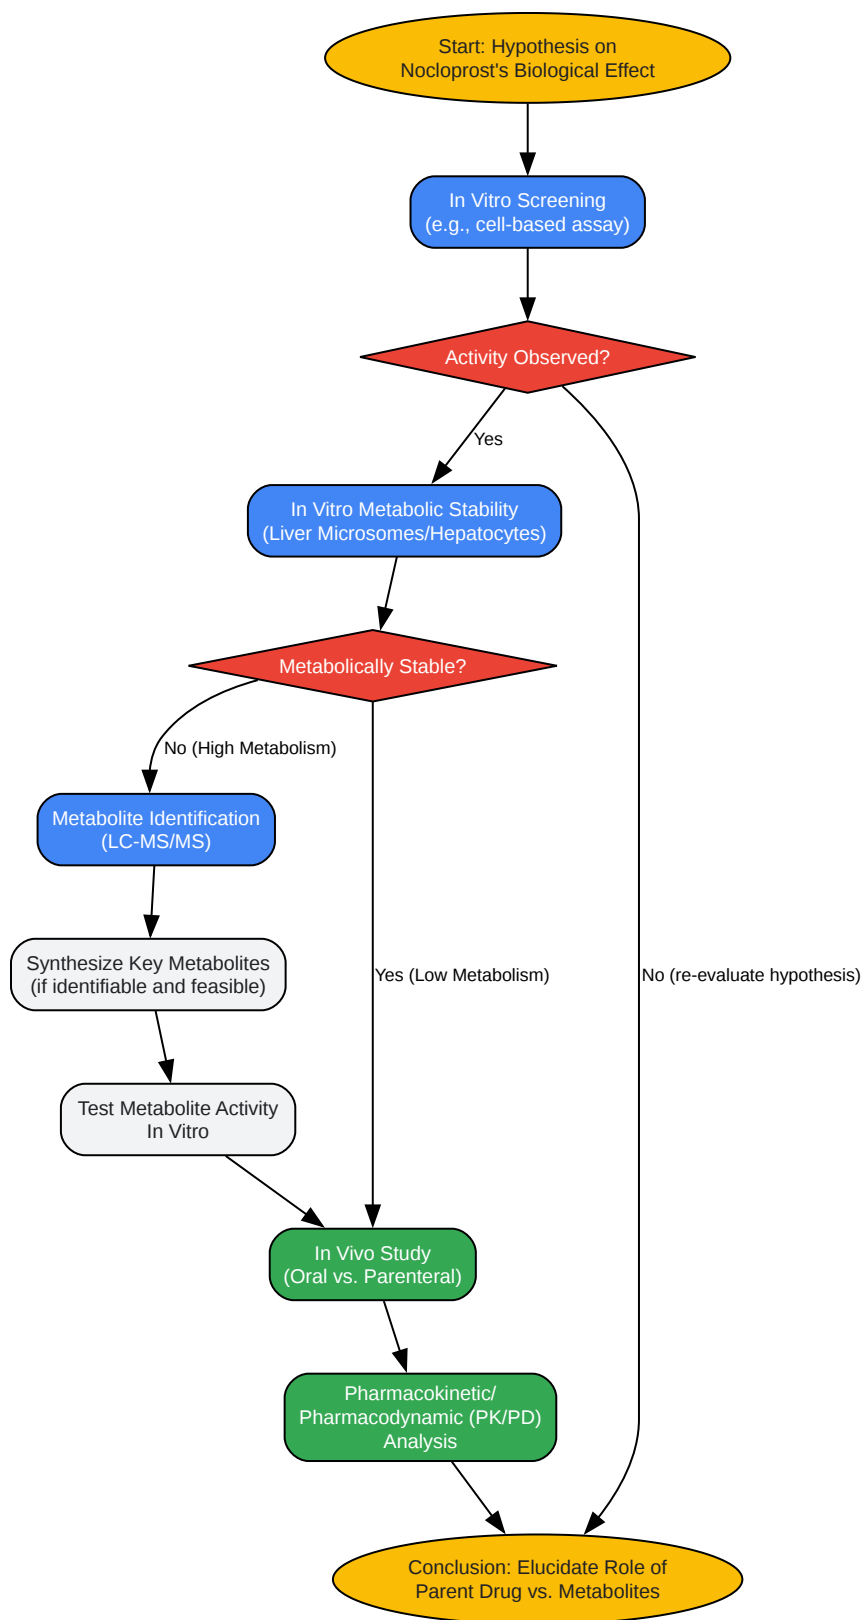 Start: Hypothesis on
Nocloprost's Biological Effect
In Vitro Screening
(e.g., cell-based assay)
Activity Observed?
Yes
In Vitro Metabolic Stability
(Liver Microsomes/Hepatocytes)
Metabolically Stable?
No (High Metabolism)
Metabolite Identification
(LC-MS/MS)
Synthesize Key Metabolites
(if identifiable and feasible)
Yes (Low Metabolism)
No (re-evaluate hypothesis)
Test Metabolite Activity
In Vitro
In Vivo Study
(Oral vs. Parenteral)
Pharmacokinetic/
Pharmacodynamic (PK/PD)
Analysis
Conclusion: Elucidate Role of
Parent Drug vs. Metabolites